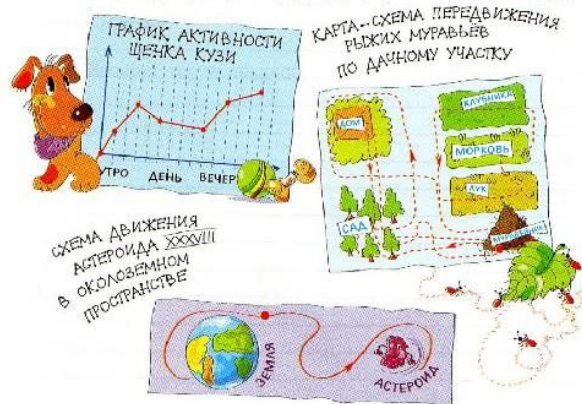 ГРАФИК АКТИВНОСТИ
ЩЕНКА КУЗИ
УТРО ДЕНЬ ВЕЧЕР
КАРТА--СХЕМА ПЕРЕДВИЖЕНИЯ
РЫЖИХ МУРАВЬЁВ
ПО ДАЧНОМУ УЧАСТКУ
ДОМ
КЛУБНИКА
МОРКОВЬ
ЛУК
САД
МУРАВЕЙНИК
СХЕМА ДВИЖЕНИЯ
АСТЕРОИДА XXXVIII
В ОКОЛОЗЕМНОМ
ПРОСТРАНСТВЕ
ЗЕМЛЯ
АСТЕРОИД